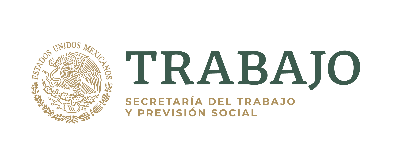 ESTADOS UNIDOS MEXICANOS
TRABAJO
SECRETARÍA DEL TRABAJO
Y PREVISIÓN SOCIAL